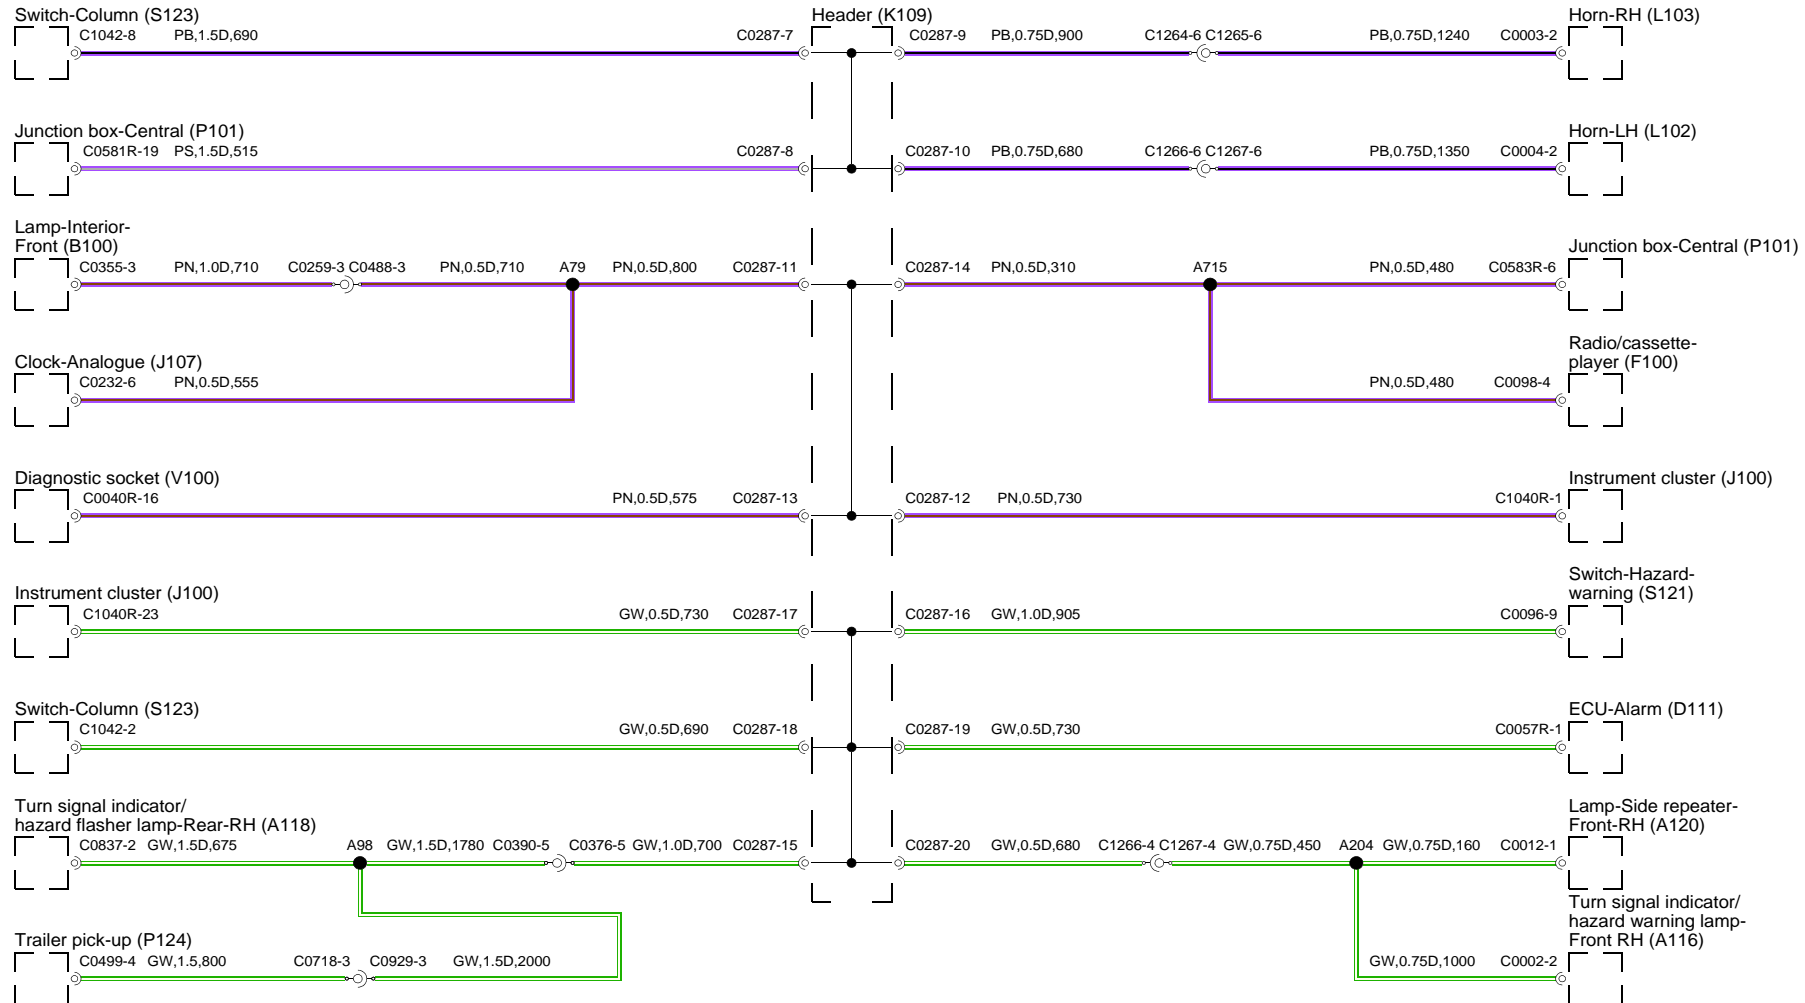 Switch-Column (S123) Header (K109) Horn-RH (L103)
C1042-8 PB,1.5D,690 C0287-7 C0287-9 PB,0.75D,900 C1264-6 C1265-6 PB,0.75D,1240 C0003-2
Junction box-Central (P101) Horn-LH (L102)
C0581R-19 PS,1.5D,515 C0287-8 C0287-10 PB,0.75D,680 C1266-6 C1267-6 PB,0.75D,1350 C0004-2
Lamp-Interior-
Front (B100) Junction box-Central (P101)
C0355-3 PN,1.0D,710 C0259-3 C0488-3 PN,0.5D,710 A79 PN,0.5D,800 C0287-11 C0287-14 PN,0.5D,310 A715 PN,0.5D,480 C0583R-6
Radio/cassette-
Clock-Analogue (J107) player (F100)
C0232-6 PN,0.5D,555 PN,0.5D,480 C0098-4
Diagnostic socket (V100) Instrument cluster (J100)
C0040R-16 PN,0.5D,575 C0287-13 C0287-12 PN,0.5D,730 C1040R-1
Switch-Hazard-
Instrument cluster (J100) warning (S121)
C1040R-23 GW,0.5D,730 C0287-17 C0287-16 GW,1.0D,905 C0096-9
Switch-Column (S123) ECU-Alarm (D111)
C1042-2 GW,0.5D,690 C0287-18 C0287-19 GW,0.5D,730 C0057R-1
Turn signal indicator/ Lamp-Side repeater-
hazard flasher lamp-Rear-RH (A118) Front-RH (A120)
C0837-2 GW,1.5D,675 A98 GW,1.5D,1780 C0390-5 C0376-5 GW,1.0D,700 C0287-15 C0287-20 GW,0.5D,680 C1266-4 C1267-4 GW,0.75D,450 A204 GW,0.75D,160 C0012-1
Turn signal indicator/
hazard warning lamp-
Trailer pick-up (P124) Front RH (A116)
C0499-4 GW,1.5,800 C0718-3 C0929-3 GW,1.5D,2000 GW,0.75D,1000 C0002-2